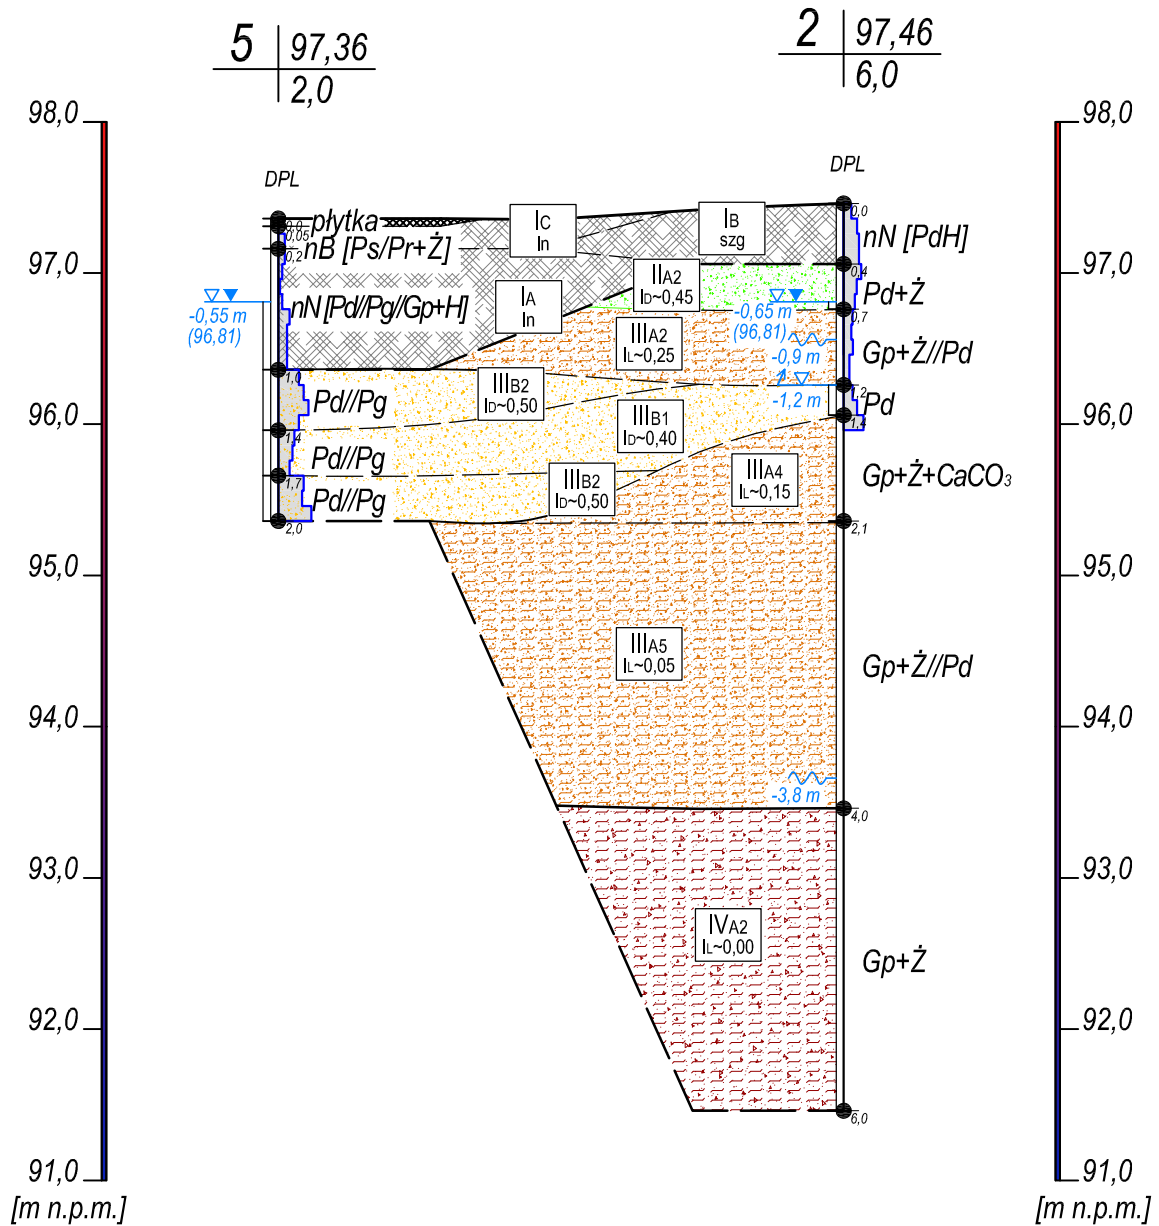 5 97,36
2,0
2 97,46
6,0
98,0
98,0
DPL
DPL
0,0
płytka
0,05
nB [Ps/Pr+Ż]
0,2
nN [Pd/Pg//Gp+H]
IC
ln
IB
szg
0,0
nN [PdH]
0,4
97,0
97,0
IIA2
ID~0,45
IA
ln
Pd+Ż
0,7
-0,55 m
(96,81)
-0,65 m
(96,81)
IIIA2
IL~0,25
Gp+Ż//Pd
-0,9 m
1,0
IIIB2
ID~0,50
-1,2 m
1,2
Pd
1,4
Pd//Pg
96,0
96,0
1,4
IIIB1
ID~0,40
Pd//Pg
1,7
IIIB2
ID~0,50
IIIA4
IL~0,15
Gp+Ż+CaCO3
Pd//Pg
2,0
2,1
95,0
95,0
IIIA5
IL~0,05
Gp+Ż//Pd
94,0
94,0
-3,8 m
4,0
93,0
93,0
IVA2
IL~0,00
Gp+Ż
92,0
92,0
6,0
91,0
91,0
[m n.p.m.]
[m n.p.m.]